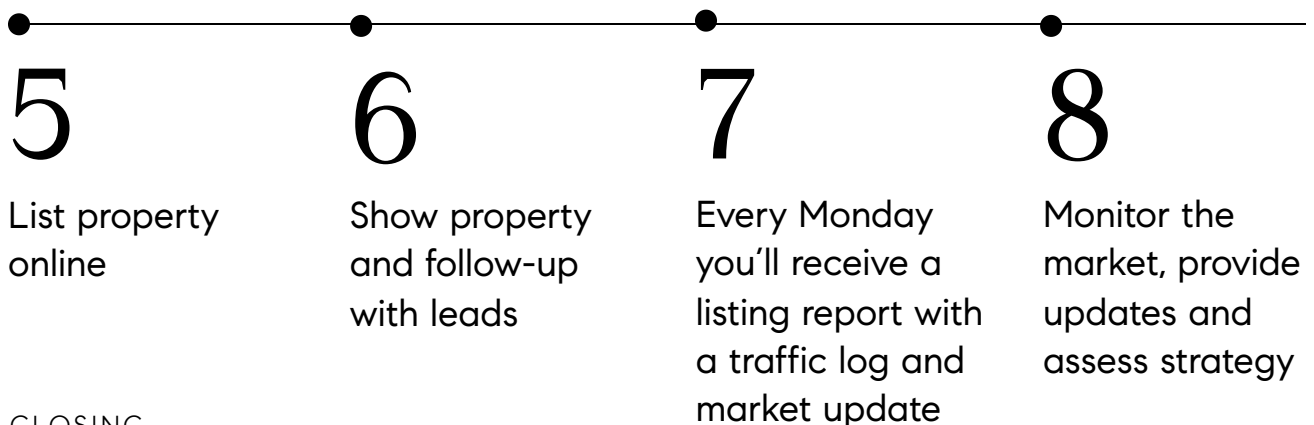 5
List property
online
6
Show property
and follow-up
with leads
7
Every Monday
you'll receive a
listing report with
a traffic log and
market update
8
Monitor the
market, provide
updates and
assess strategy
CLOSING